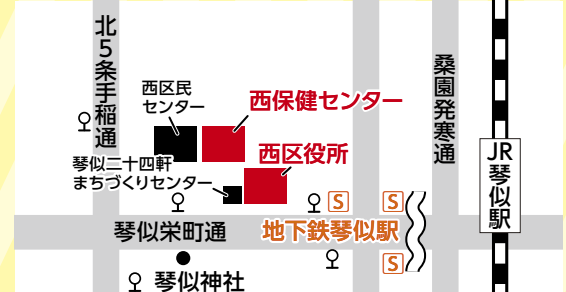 北5条手稲通
西区民
センター
西保健センター
西区役所
琴似二十四軒
まちづくりセンター
桑園発寒通
JR琴似駅
S
S
地下鉄琴似駅
琴似栄町通
S
琴似神社